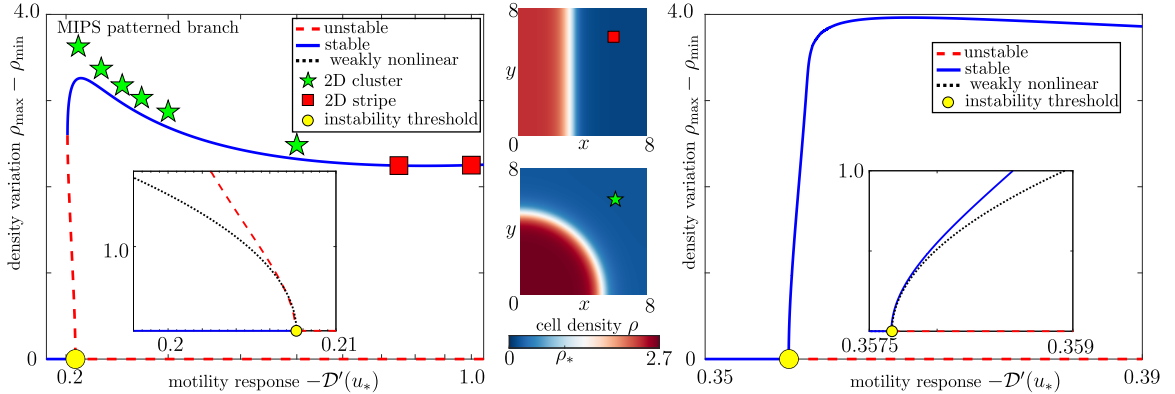 4.0
MIPS patterned branch
unstable
stable
weakly nonlinear
2D cluster
2D stripe
instability threshold
density variation ρmax − ρmin
1.0
0.2
0.21
0
0.2
1.0
motility response −𝒟′(u∗)
8
y
0
x
8
8
y
0
x
8
cell density ρ
0
ρ∗
2.7
unstable
stable
weakly nonlinear
instability threshold
4.0
density variation ρmax − ρmin
1.0
0.3575
0.359
0
0.35
0.39
motility response −𝒟′(u∗)